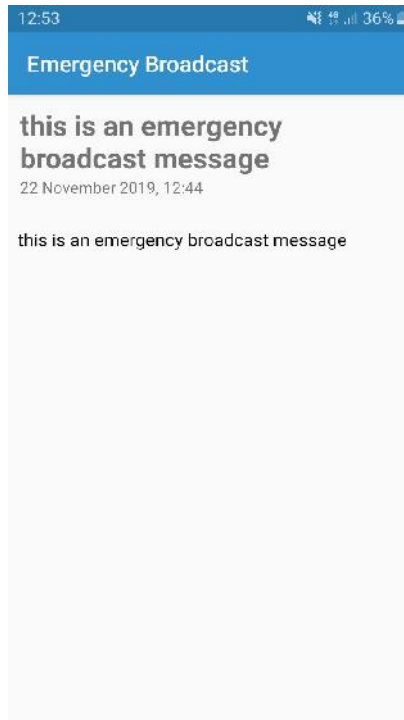 12:53 36%
Emergency Broadcast
this is an emergency
broadcast message
22 November 2019, 12:44
this is an emergency broadcast message